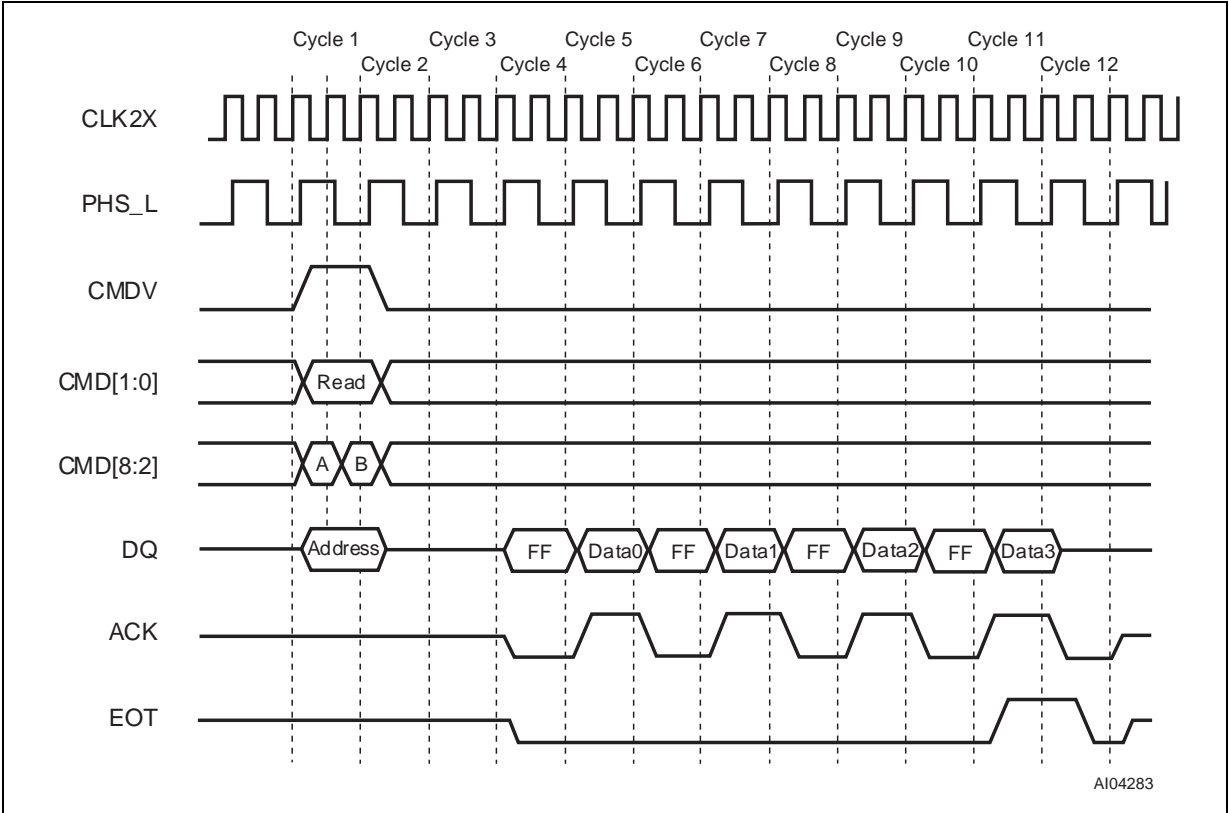 Cycle 1 Cycle 3 Cycle 5 Cycle 7 Cycle 9 Cycle 11
Cycle 2 Cycle 4 Cycle 6 Cycle 8 Cycle 10 Cycle 12
CLK2X
PHS_L
CMDV
CMD[1:0] Read
CMD[8:2] A B
DQ Address FF Data0 FF Data1 FF Data2 FF Data3
ACK
EOT
AI04283